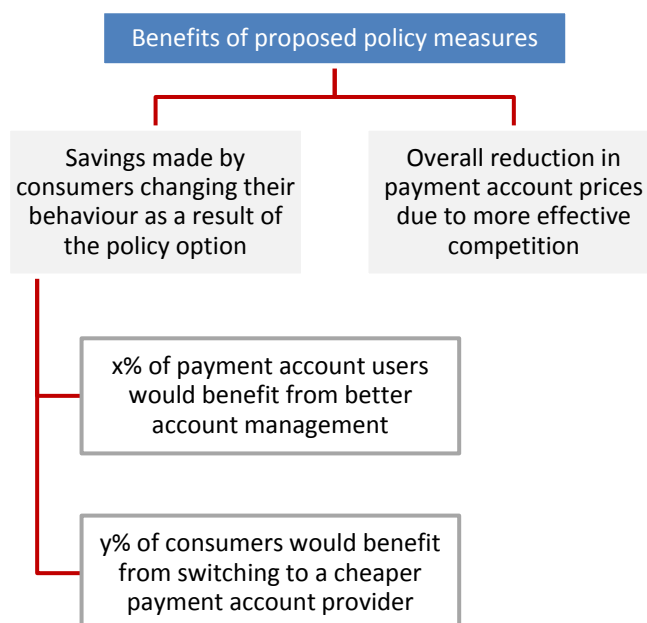 Benefits of proposed policy measures
Savings made by
consumers changing their
behaviour as a result of
the policy option
Overall reduction in
payment account prices
due to more effective
competition
x% of payment account users
would benefit from better
account management
y% of consumers would benefit
from switching to a cheaper
payment account provider